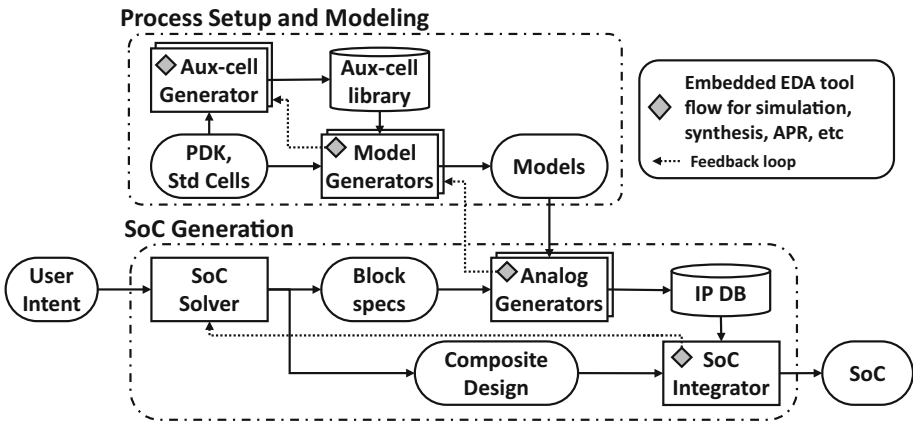 Process Setup and Modeling
Aux-cell
Generator
Aux-cell
library
PDK,
Std Cells
Model
Generators
Models
Embedded EDA tool
flow for simulation,
synthesis, APR, etc
Feedback loop
SoC Generation
User
Intent
SoC
Solver
Block
specs
Analog
Generators
IP DB
Composite
Design
SoC
Integrator
SoC